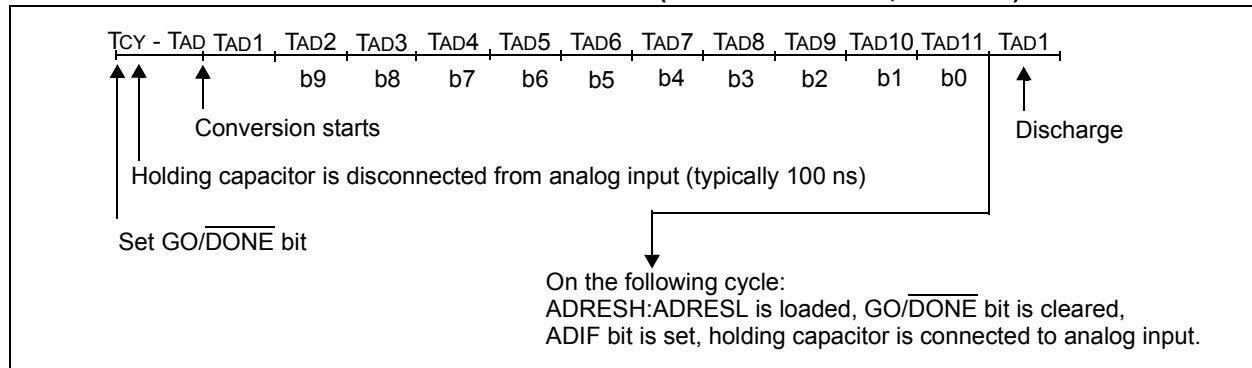 TCY - TAD TAD1 TAD2 TAD3 TAD4 TAD5 TAD6 TAD7 TAD8 TAD9 TAD10 TAD11 TAD1
b9 b8 b7 b6 b5 b4 b3 b2 b1 b0
Conversion starts
Discharge
Holding capacitor is disconnected from analog input (typically 100 ns)
Set GO/DONE bit
On the following cycle:
ADRESH:ADRESL is loaded, GO/DONE bit is cleared,
ADIF bit is set, holding capacitor is connected to analog input.